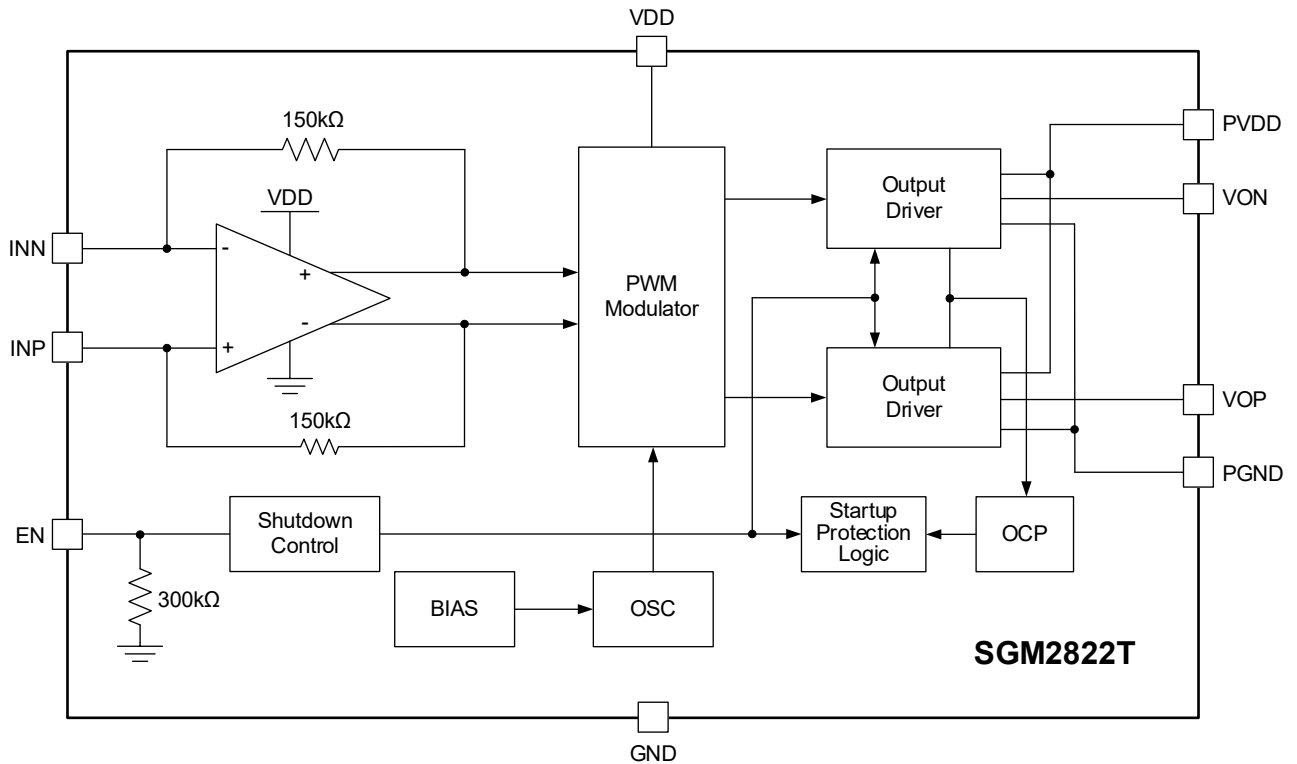 VDD
150kΩ
PVDD
VDD
Output
Driver
VON
INN
-
+
PWM
Modulator
-
INP
+
Output
Driver
VOP
150kΩ
PGND
EN
Shutdown
Control
Startup
Protection
Logic
OCP
300kΩ
BIAS
OSC
SGM2822T
GND